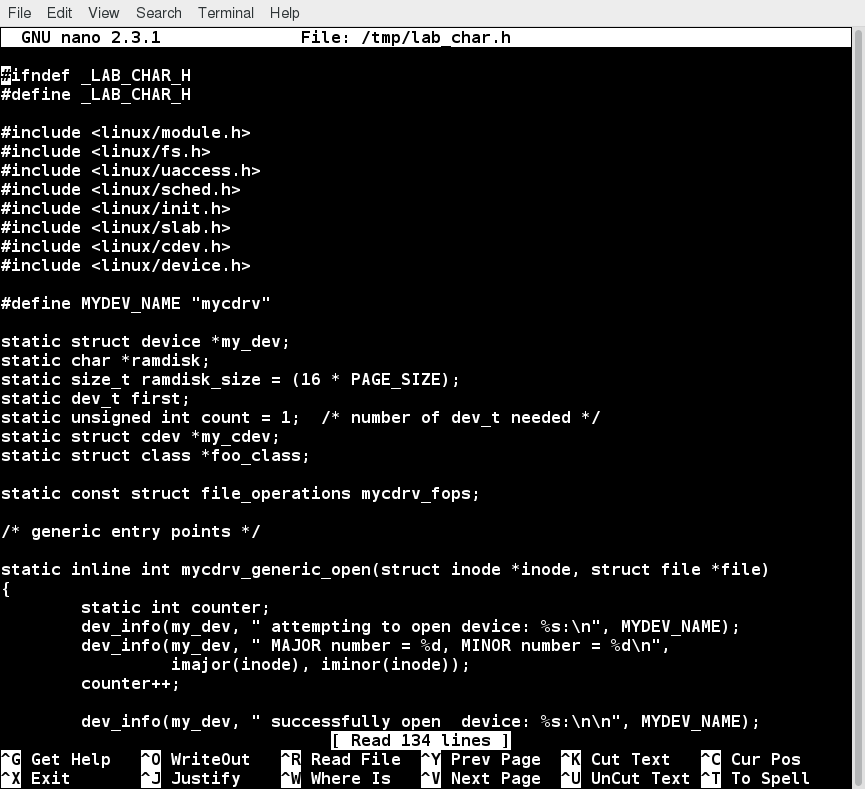 File Edit View Search Terminal Help
GNU nano 2.3.1 File: /tmp/lab_char.h
#ifndef _LAB_CHAR_H
#define _LAB_CHAR_H
#include <linux/module.h>
#include <linux/fs.h>
#include <linux/uaccess.h>
#include <linux/sched.h>
#include <linux/init.h>
#include <linux/slab.h>
#include <linux/cdev.h>
#include <linux/device.h>
#define MYDEV_NAME "mycdrv"
static struct device *my_dev;
static char *ramdisk;
static size_t ramdisk_size = (16 * PAGE_SIZE);
static dev_t first;
static unsigned int count = 1;  /* number of dev_t needed */
static struct cdev *my_cdev;
static struct class *foo_class;
static const struct file_operations mycdrv_fops;
/* generic entry points */
static inline int mycdrv_generic_open(struct inode *inode, struct file *file)
{
        static int counter;
        dev_info(my_dev, " attempting to open device: %s:\n", MYDEV_NAME);
        dev_info(my_dev, " MAJOR number = %d, MINOR number = %d\n",
                 imajor(inode), iminor(inode));
        counter++;
        dev_info(my_dev, " successfully open  device: %s:\n\n", MYDEV_NAME);
[ Read 134 lines ]
^G Get Help ^O WriteOut ^R Read File ^Y Prev Page ^K Cut Text ^C Cur Pos
^X Exit ^J Justify ^W Where Is ^V Next Page ^U UnCut Text ^T To Spell